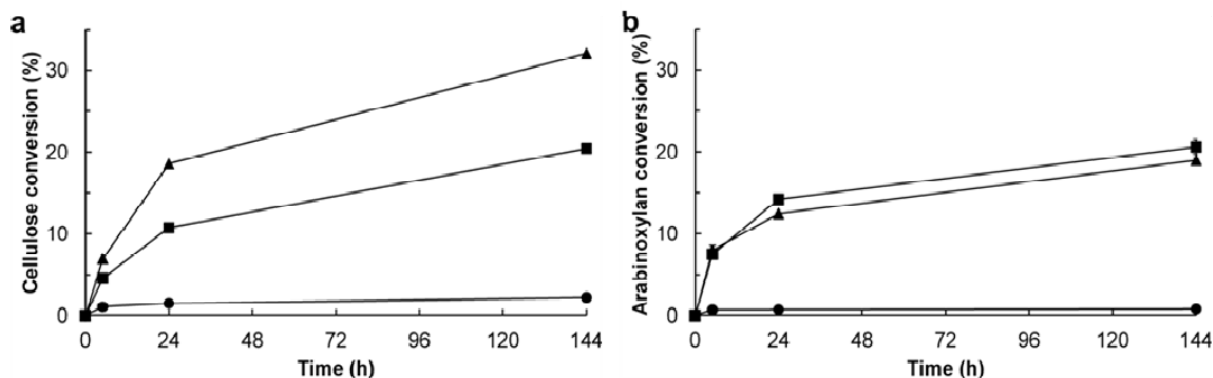 a
Cellulose conversion (%)
30
20
10
0
0 24 48 72 96 120 144
Time (h)
b
Arabinoxylan conversion (%)
30
20
10
0
0 24 48 72 96 120 144
Time (h)